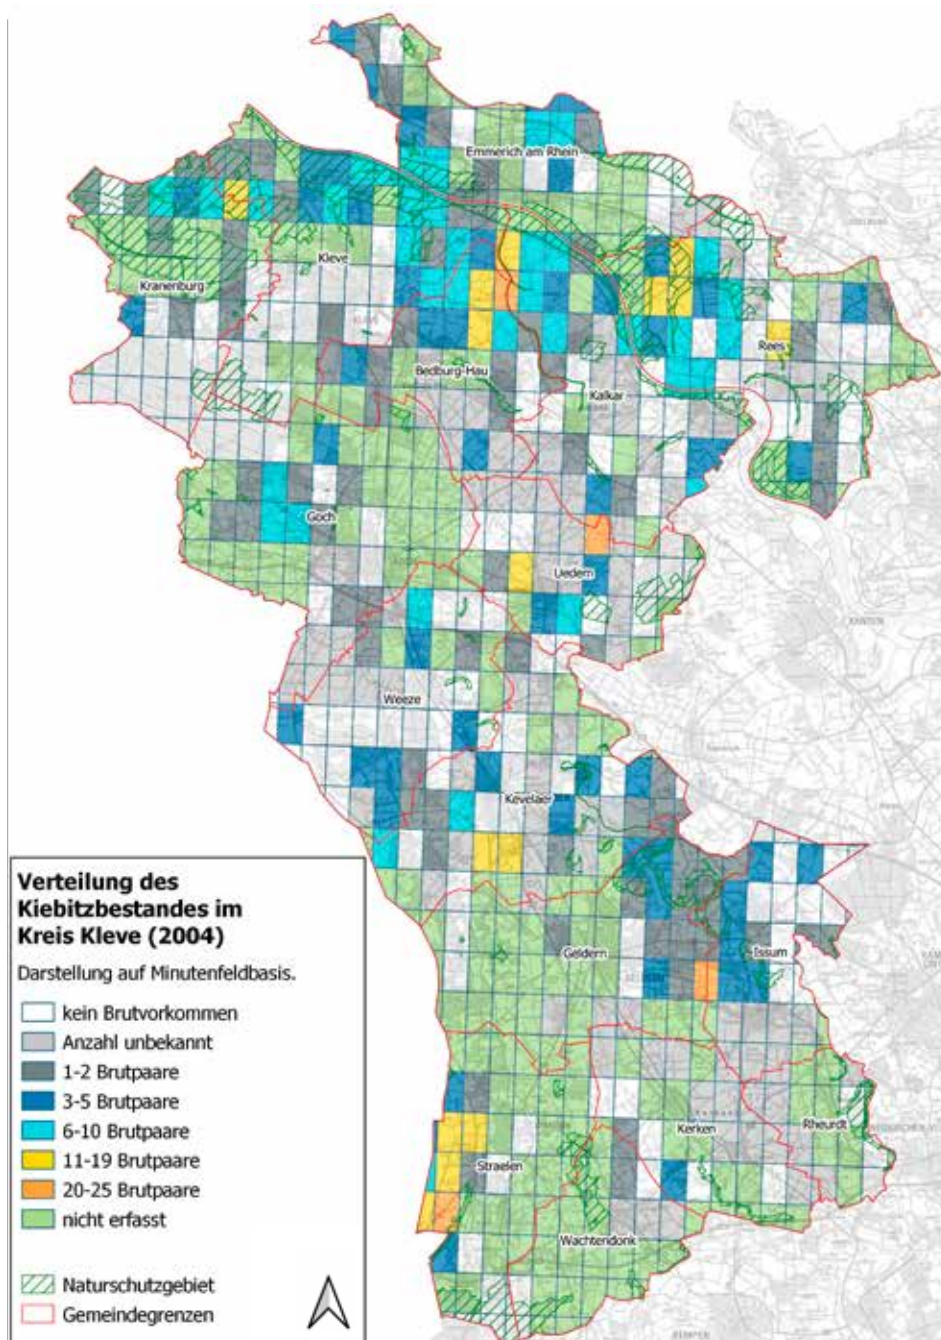 Emmerich am Rhein
Kleve
Kranenburg
Rees
Bedburg-Hau
Kalkar
Goch
Uedem
XANTEN
Weeze
Kevelaer
Geldern
Issum
Kerken
Rheurdt
Straelen
Wachtendonk
KEMPEN
Verteilung des
Kiebitzbestandes im
Kreis Kleve (2004)
Darstellung auf Minutenfeldbasis.
kein Brutvorkommen
Anzahl unbekannt
1-2 Brutpaare
3-5 Brutpaare
6-10 Brutpaare
11-19 Brutpaare
20-25 Brutpaare
nicht erfasst
Naturschutzgebiet
Gemeindegrenzen